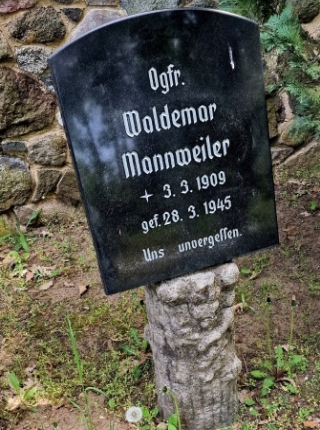 Ogfr.
Woldemar
Mannweiler
+ 3. 3. 1909
gef. 28. 3. 1945
Uns unvergessen.